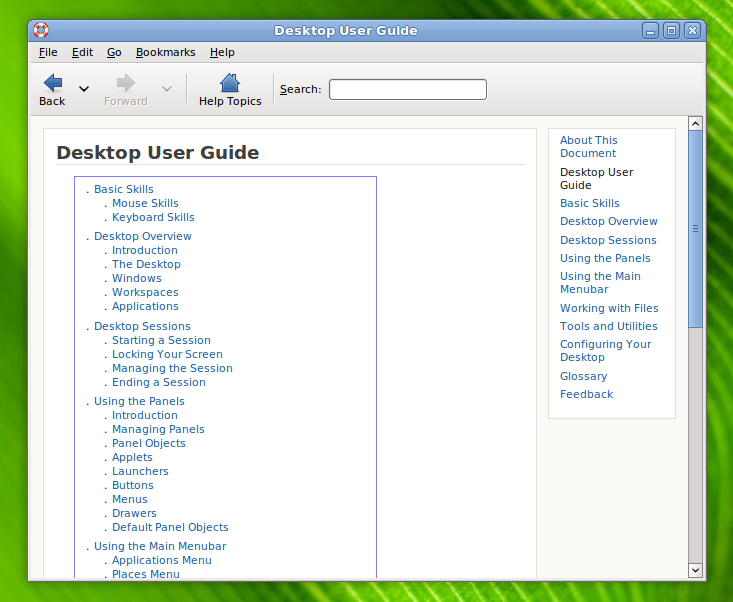 Desktop User Guide
File Edit Go Bookmarks Help
Back Forward Help Topics Search:
Desktop User Guide
. Basic Skills
. Mouse Skills
. Keyboard Skills
. Desktop Overview
. Introduction
. The Desktop
. Windows
. Workspaces
. Applications
. Desktop Sessions
. Starting a Session
. Locking Your Screen
. Managing the Session
. Ending a Session
. Using the Panels
. Introduction
. Managing Panels
. Panel Objects
. Applets
. Launchers
. Buttons
. Menus
. Drawers
. Default Panel Objects
. Using the Main Menubar
. Applications Menu
. Places Menu
About This
Document
Desktop User
Guide
Basic Skills
Desktop Overview
Desktop Sessions
Using the Panels
Using the Main
Menubar
Working with Files
Tools and Utilities
Configuring Your
Desktop
Glossary
Feedback